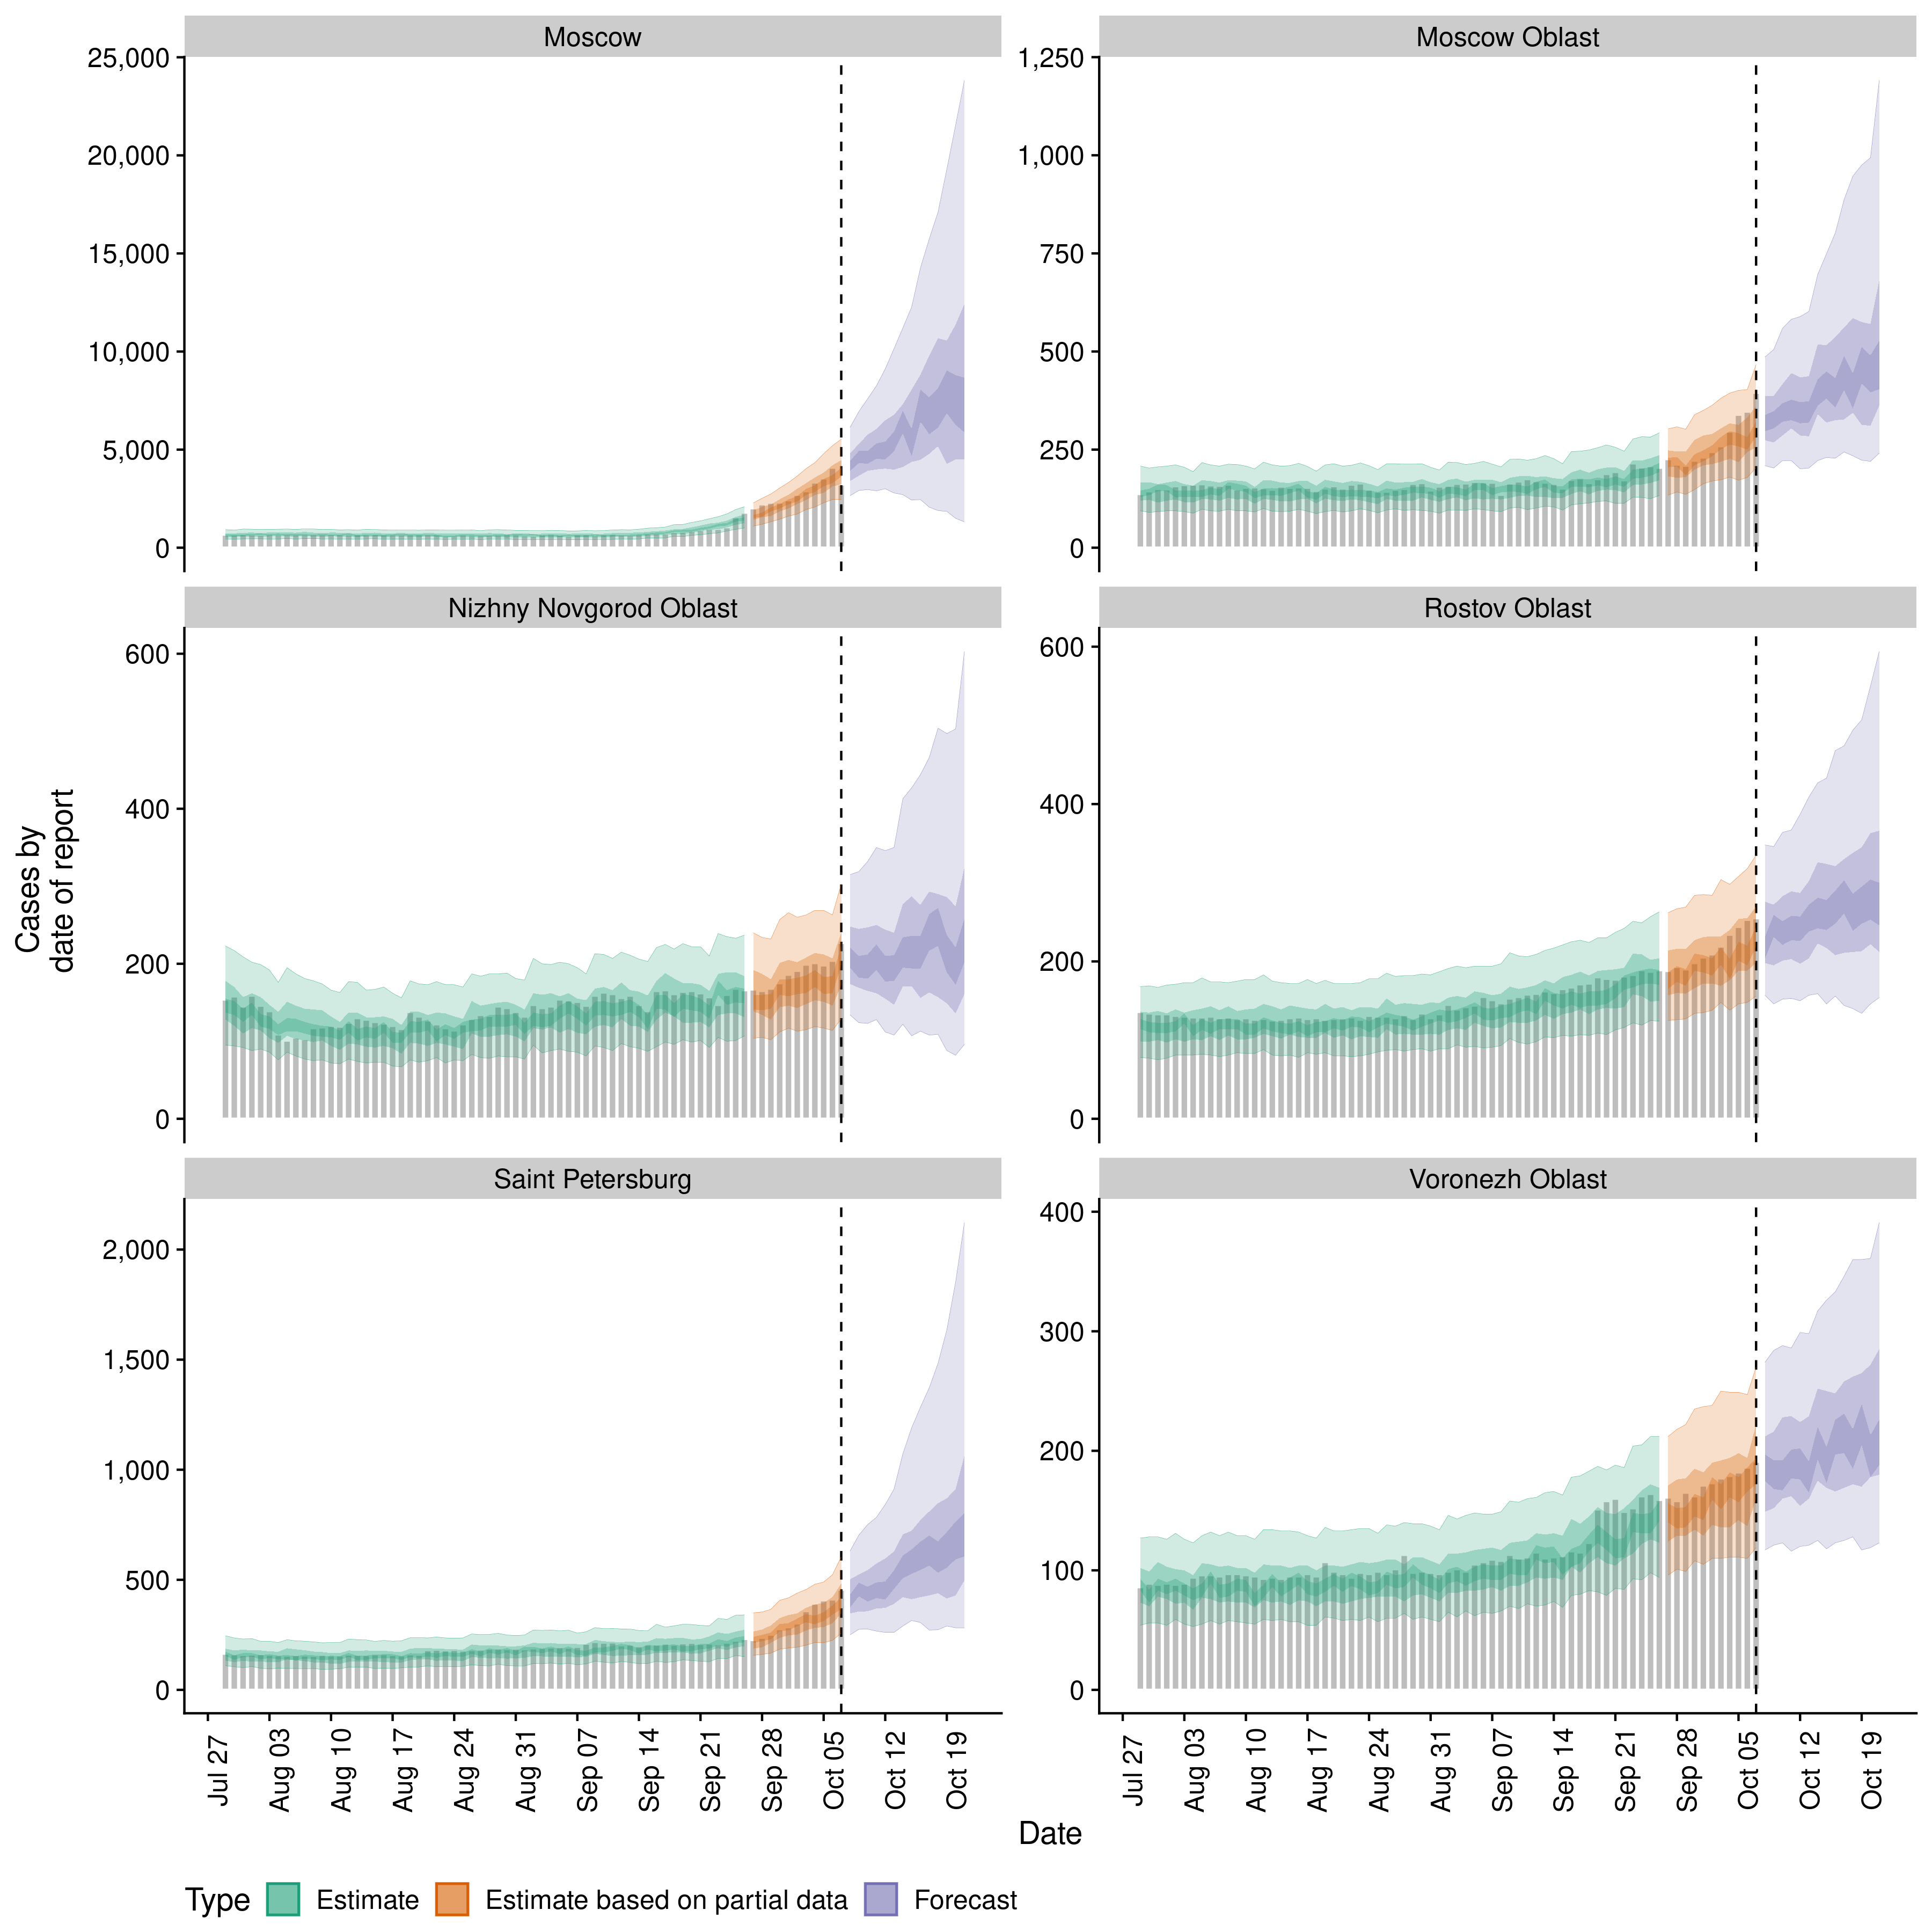 Moscow
Moscow Oblast
25,000
20,000
15,000
10,000
5,000
0
1,250
1,000
750
500
250
0
Nizhny Novgorod Oblast
Rostov Oblast
600
400
200
0
600
400
200
0
Saint Petersburg
Voronezh Oblast
2,000
1,500
1,000
500
0
400
300
200
100
0
Cases by
date of report
Jul 27
Aug 03
Aug 10
Aug 17
Aug 24
Aug 31
Sep 07
Sep 14
Sep 21
Sep 28
Oct 05
Oct 12
Oct 19
Jul 27
Aug 03
Aug 10
Aug 17
Aug 24
Aug 31
Sep 07
Sep 14
Sep 21
Sep 28
Oct 05
Oct 12
Oct 19
Date
Type Estimate Estimate based on partial data Forecast